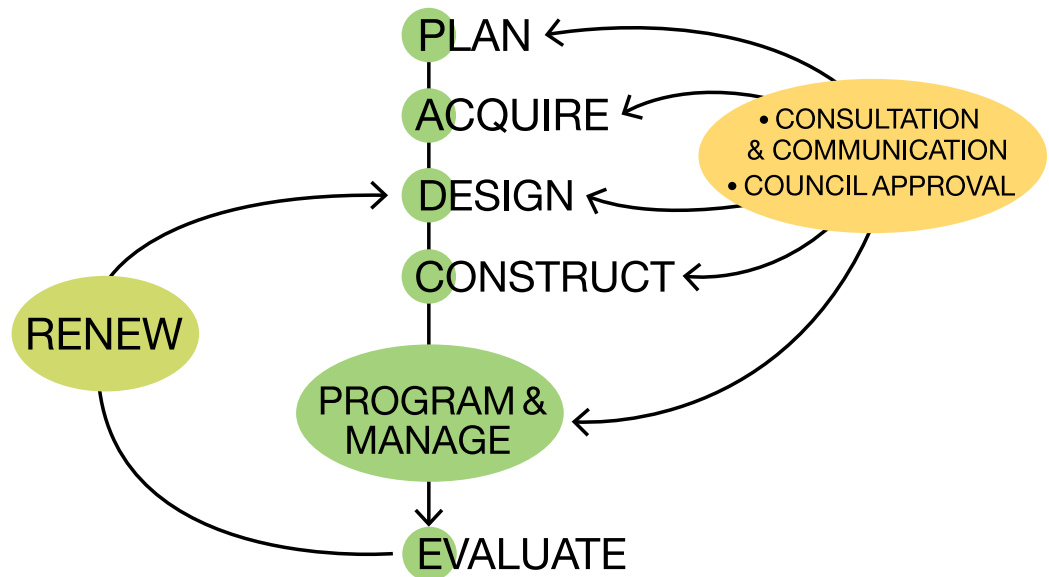 PLAN
ACQUIRE
• CONSULTATION
& COMMUNICATION
• COUNCIL APPROVAL
DESIGN
CONSTRUCT
RENEW
PROGRAM &
MANAGE
EVALUATE